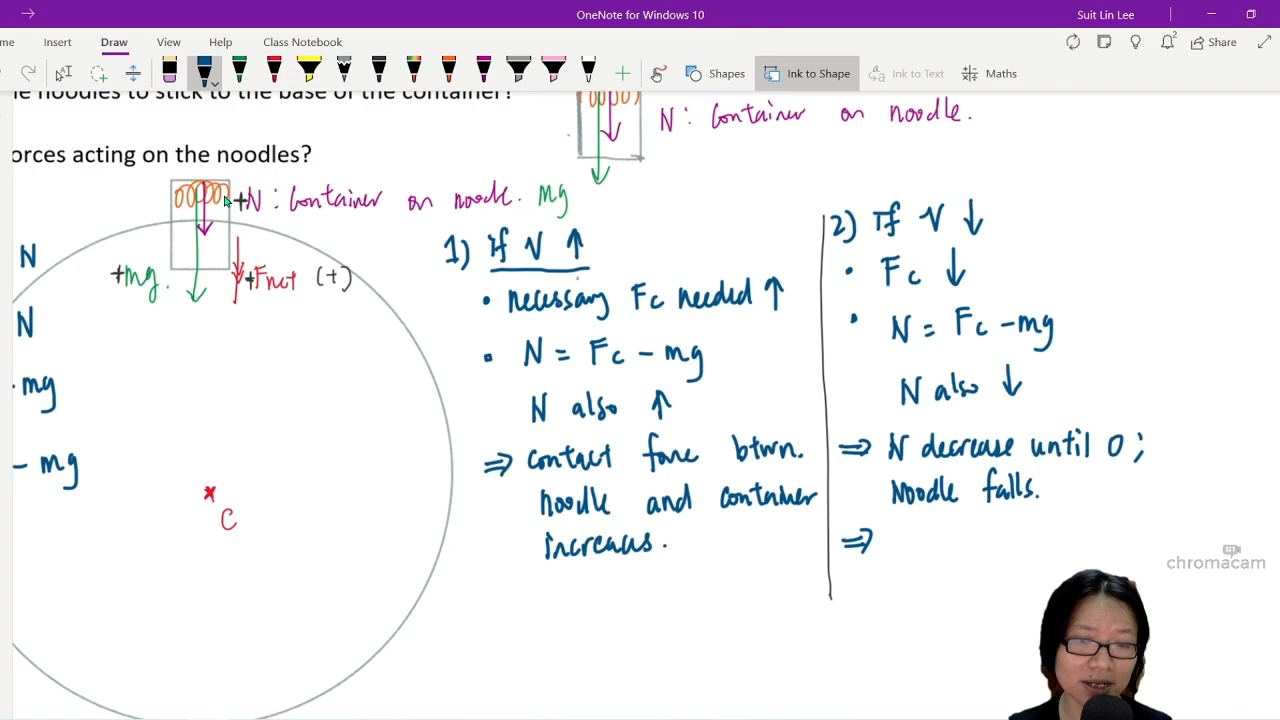 OneNote for Windows 10
Suit Lin Lee
me Insert Draw View Help Class Notebook
Share
Shapes
Ink to Shape
Ink to Text
Maths
le noodles to stick to the base of the container?
N : Container on noodle.
orces acting on the noodles?
+N : Container on noodle. mg
+mg.
+Fnet (+)
N
N
- mg
- mg
C
1) If V ↑
• necessary Fc needed ↑
• N = Fc - mg
N also ↑
⇒ contact force btwn.
noodle and container
increases.
2) If V ↓
• Fc ↓
• N = Fc - mg
N also ↓
⇒ N decrease until 0;
Noodle falls.
⇒
chromacam